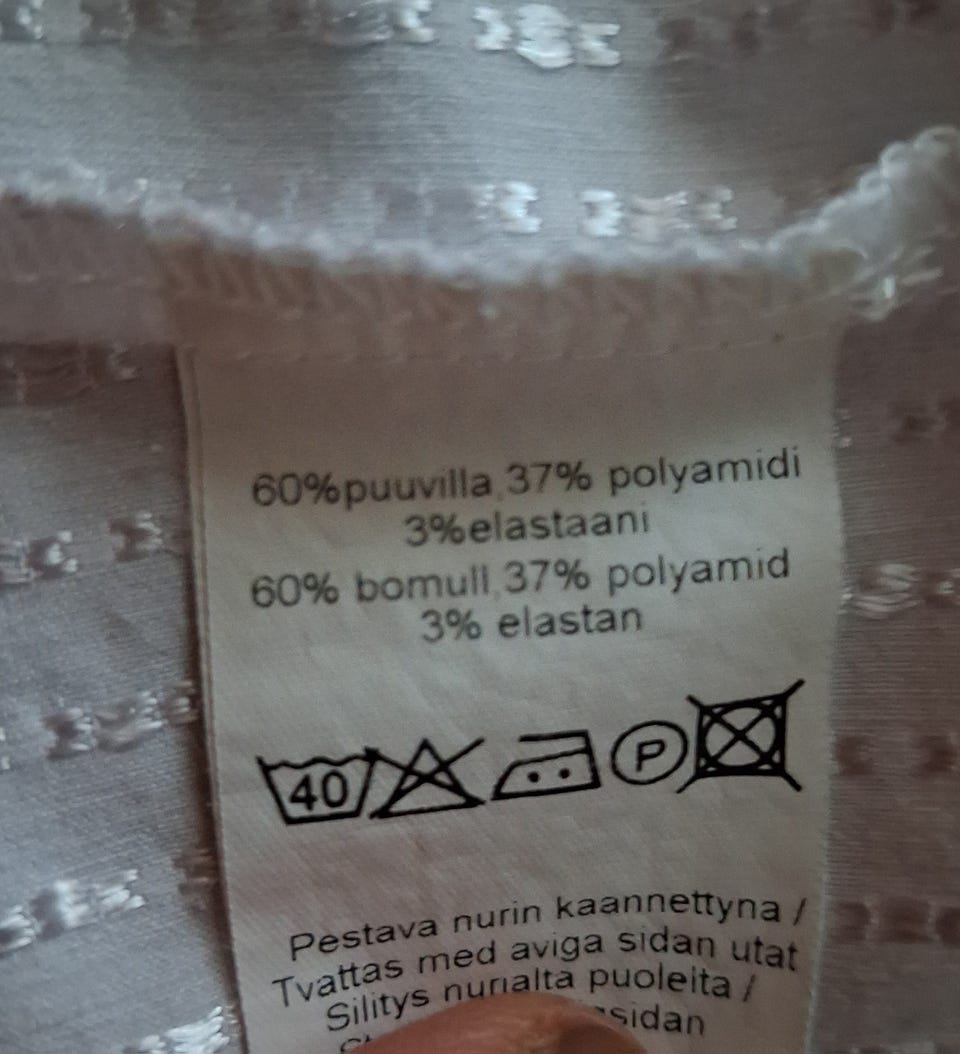 60%puuvilla,37% polyamidi
3%elastaani
60% bomull,37% polyamid
3% elastan
40 P
Pestava nurin kaannettyna /
Tvattas med aviga sidan utat
Silitys nurialta puoleita /
sidan